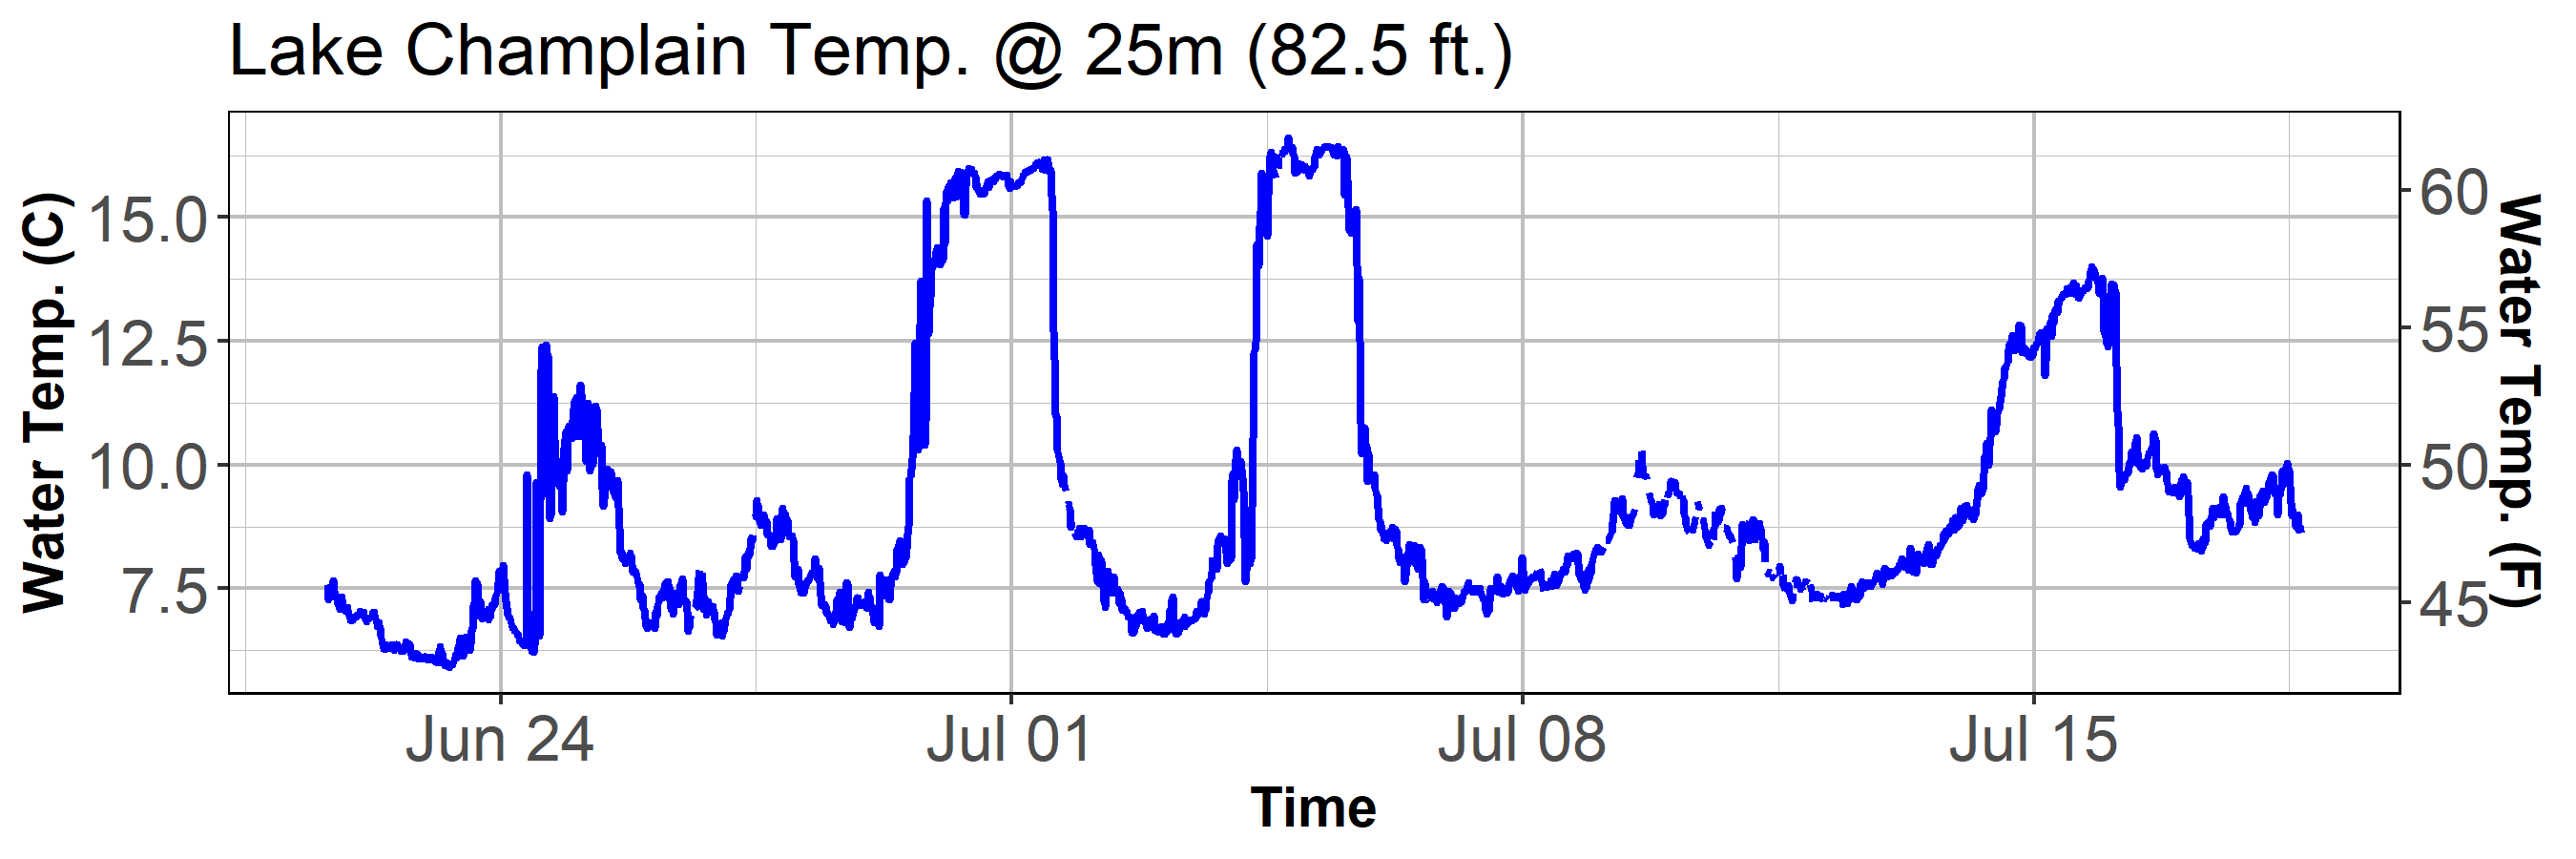 Lake Champlain Temp. @ 25m (82.5 ft.)
Water Temp. (C)
15.0
12.5
10.0
7.5
60
55
50
45
Water Temp. (F)
Jun 24 Jul 01 Jul 08 Jul 15
Time